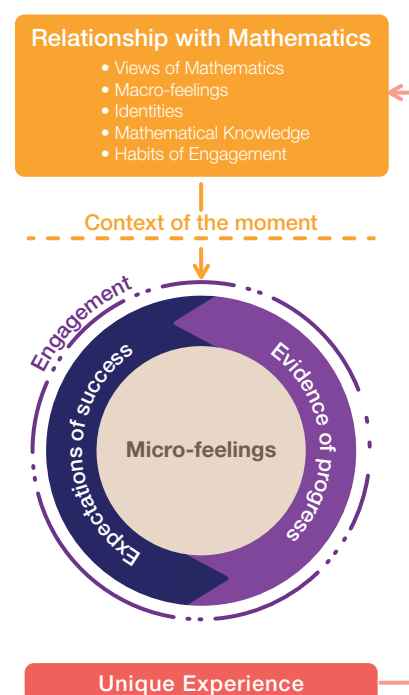 Relationship with Mathematics
• Views of Mathematics
• Macro-feelings
• Identities
• Mathematical Knowledge
• Habits of Engagement
Context of the moment
Engagement
Expectations of success
Evidence of progress
Micro-feelings
Unique Experience